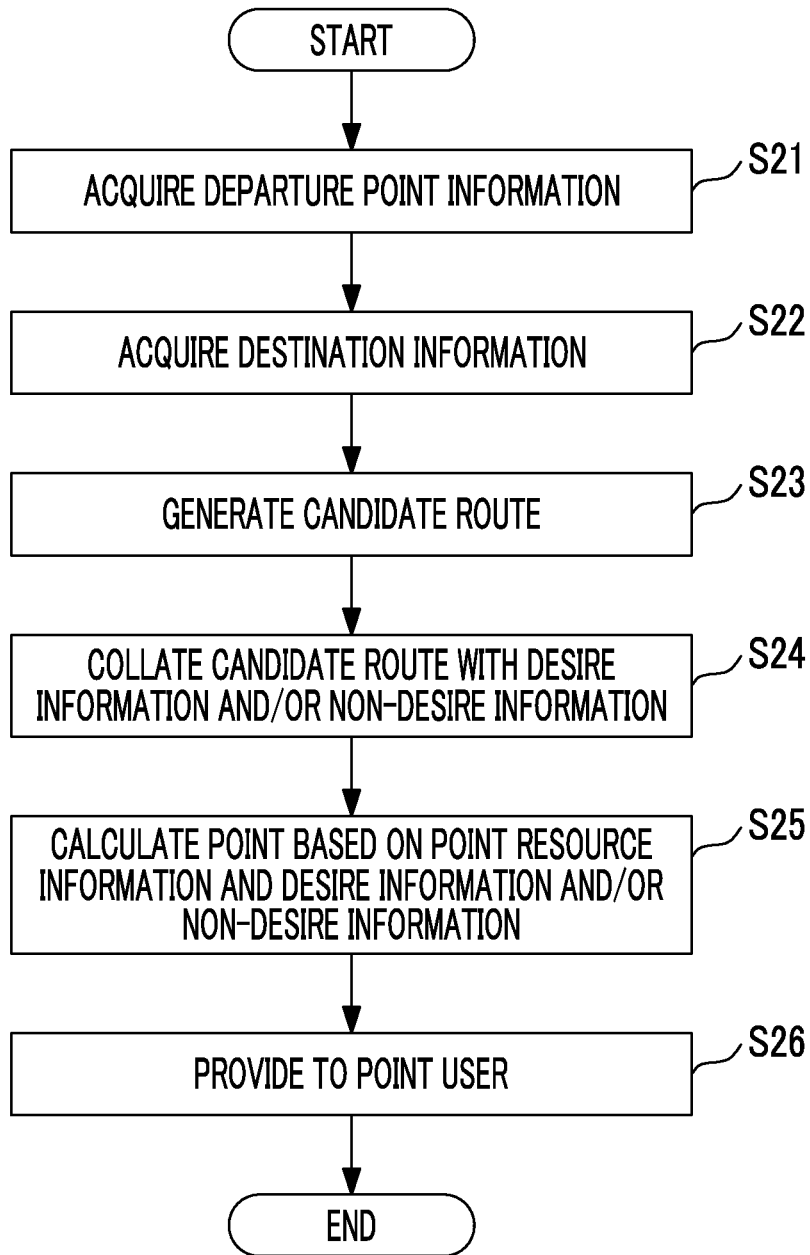 START
ACQUIRE DEPARTURE POINT INFORMATION
S21
ACQUIRE DESTINATION INFORMATION
S22
GENERATE CANDIDATE ROUTE
S23
COLLATE CANDIDATE ROUTE WITH DESIRE
INFORMATION AND/OR NON-DESIRE INFORMATION
S24
CALCULATE POINT BASED ON POINT RESOURCE
INFORMATION AND DESIRE INFORMATION AND/OR
NON-DESIRE INFORMATION
S25
PROVIDE TO POINT USER
S26
END